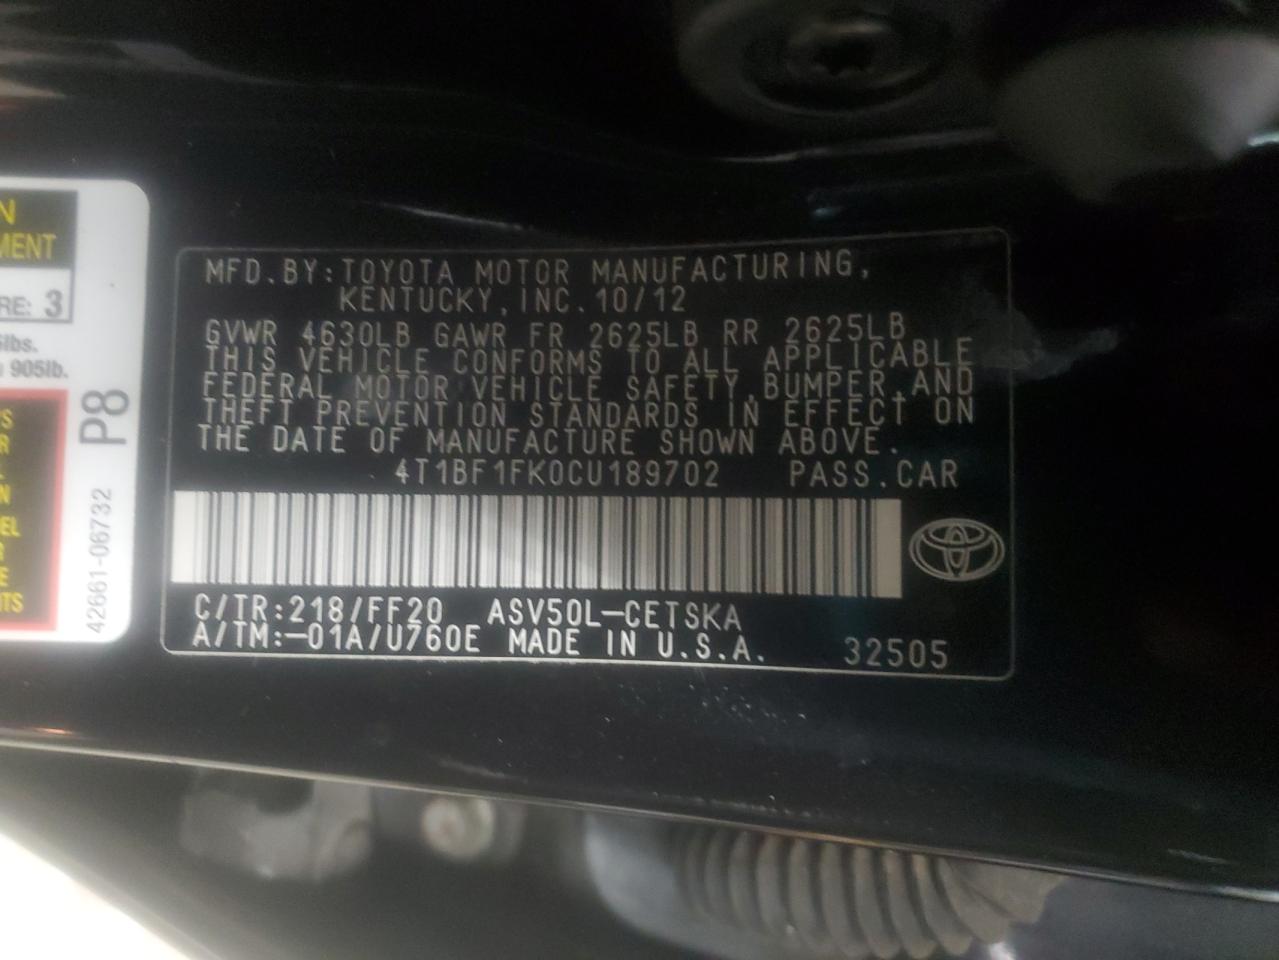 N
MENT
RE: 3
lbs.
905lb.
P8
42661-06732
MFD.BY:TOYOTA MOTOR MANUFACTURING,
KENTUCKY,INC.10/12
GVWR 4630LB GAWR FR 2625LB RR 2625LB
THIS VEHICLE CONFORMS TO ALL APPLICABLE
FEDERAL MOTOR VEHICLE SAFETY,BUMPER,AND
THEFT PREVENTION STANDARDS IN EFFECT ON
THE DATE OF MANUFACTURE SHOWN ABOVE.
4T1BF1FK0CU189702 PASS.CAR
C/TR:218/FF20 ASV50L-CETSKA
A/TM:-01A/U760E MADE IN U.S.A. 32505